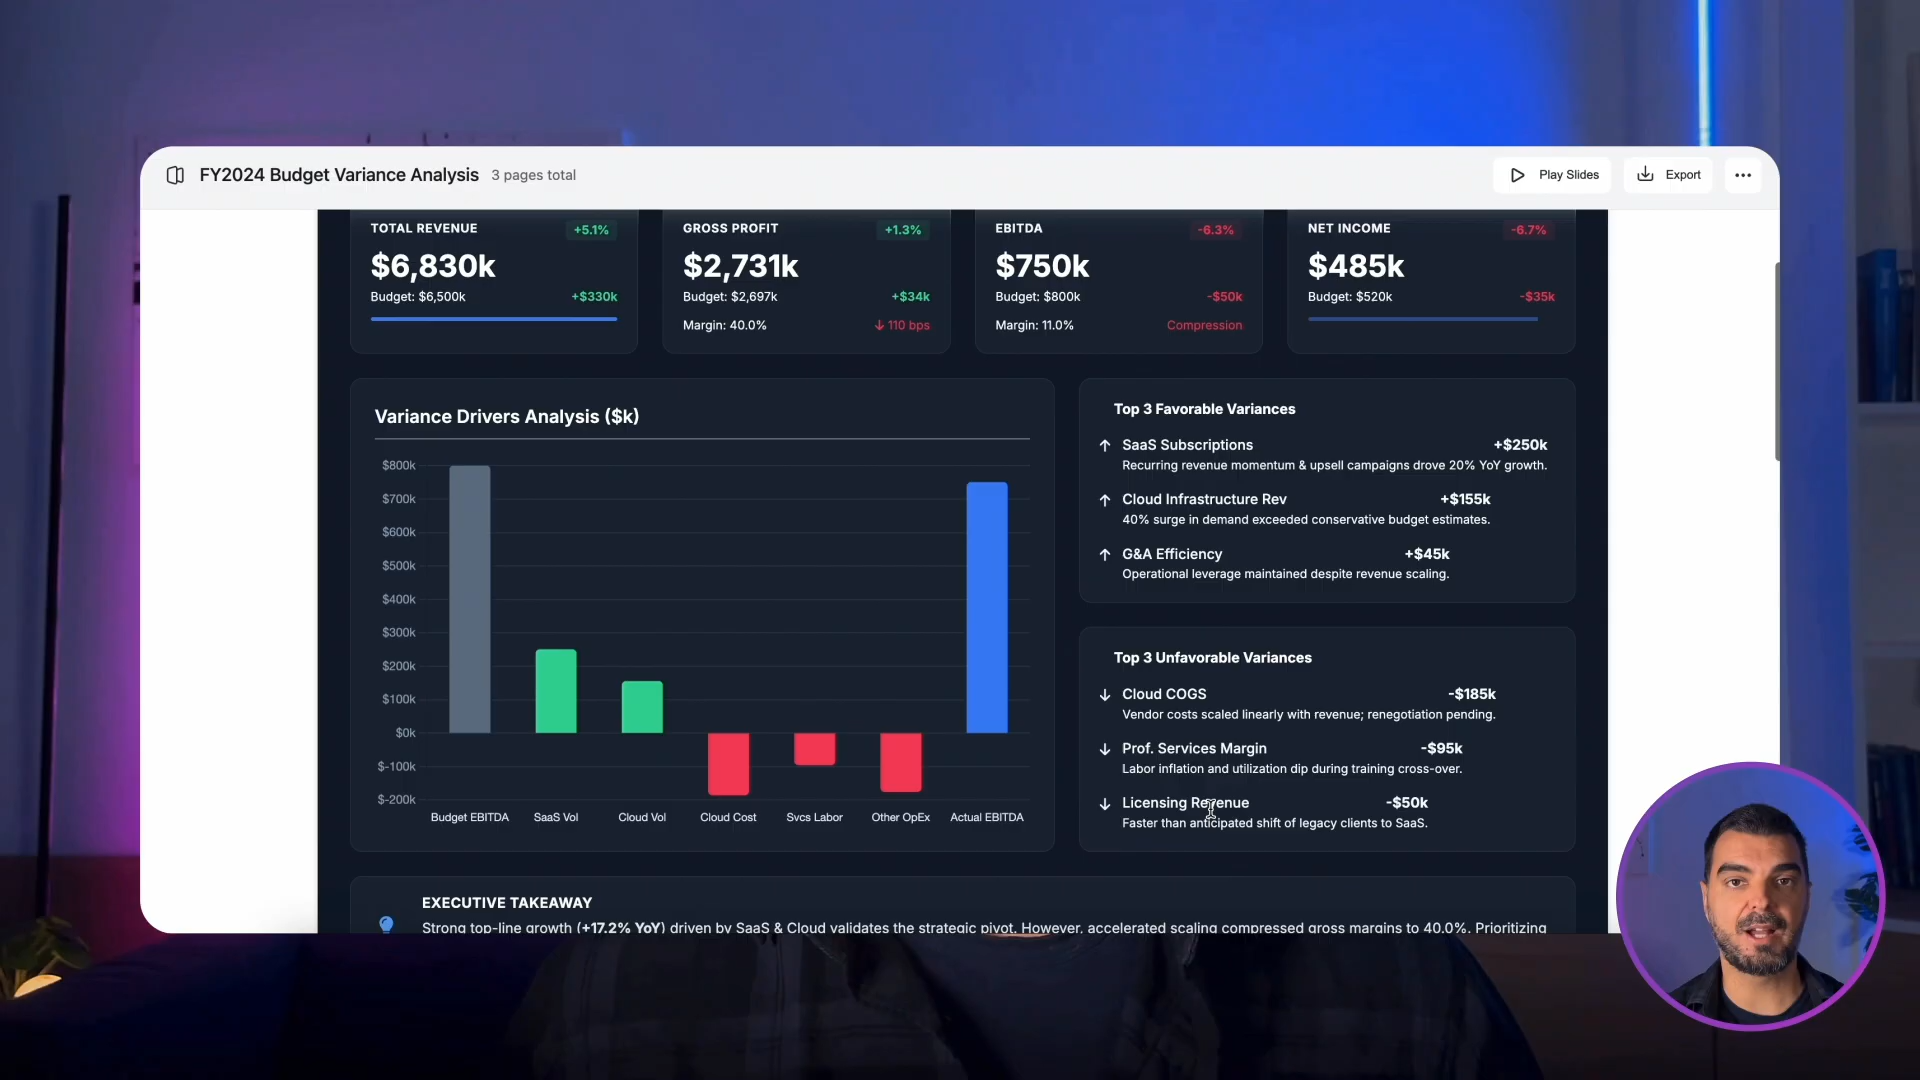 FY2024 Budget Variance Analysis 3 pages total
Play Slides
Export
TOTAL REVENUE +5.1%
$6,830k
Budget: $6,500k +$330k
GROSS PROFIT +1.3%
$2,731k
Budget: $2,697k +$34k
Margin: 40.0% ↓ 110 bps
EBITDA -6.3%
$750k
Budget: $800k -$50k
Margin: 11.0% Compression
NET INCOME -6.7%
$485k
Budget: $520k -$35k
Variance Drivers Analysis ($k)
$800k
$700k
$600k
$500k
$400k
$300k
$200k
$100k
$0k
$-100k
$-200k
Budget EBITDA SaaS Vol Cloud Vol Cloud Cost Svcs Labor Other OpEx Actual EBITDA
Top 3 Favorable Variances
↑ SaaS Subscriptions +$250k
Recurring revenue momentum & upsell campaigns drove 20% YoY growth.
↑ Cloud Infrastructure Rev +$155k
40% surge in demand exceeded conservative budget estimates.
↑ G&A Efficiency +$45k
Operational leverage maintained despite revenue scaling.
Top 3 Unfavorable Variances
↓ Cloud COGS -$185k
Vendor costs scaled linearly with revenue; renegotiation pending.
↓ Prof. Services Margin -$95k
Labor inflation and utilization dip during training cross-over.
↓ Licensing Revenue -$50k
Faster than anticipated shift of legacy clients to SaaS.
EXECUTIVE TAKEAWAY
Strong top-line growth (+17.2% YoY) driven by SaaS & Cloud validates the strategic pivot. However, accelerated scaling compressed gross margins to 40.0%. Prioritizing